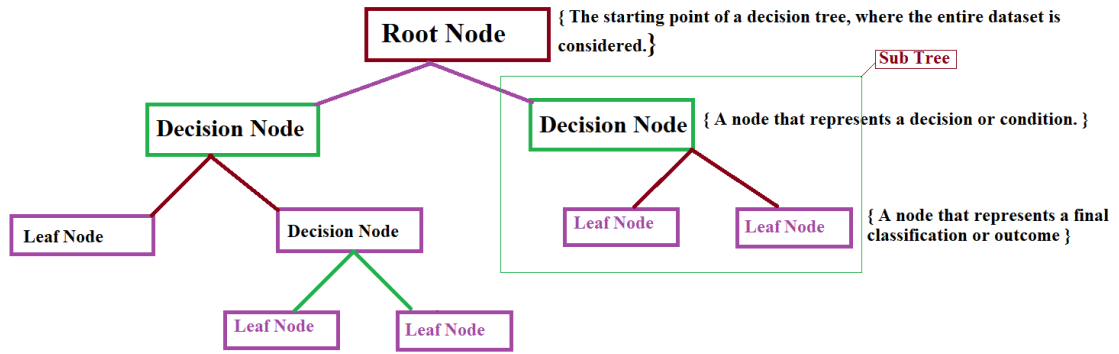 Root Node
{ The starting point of a decision tree, where the entire dataset is
considered.}
Sub Tree
Decision Node
Decision Node
{ A node that represents a decision or condition. }
Leaf Node
Decision Node
Leaf Node
Leaf Node
{ A node that represents a final
classification or outcome }
Leaf Node
Leaf Node